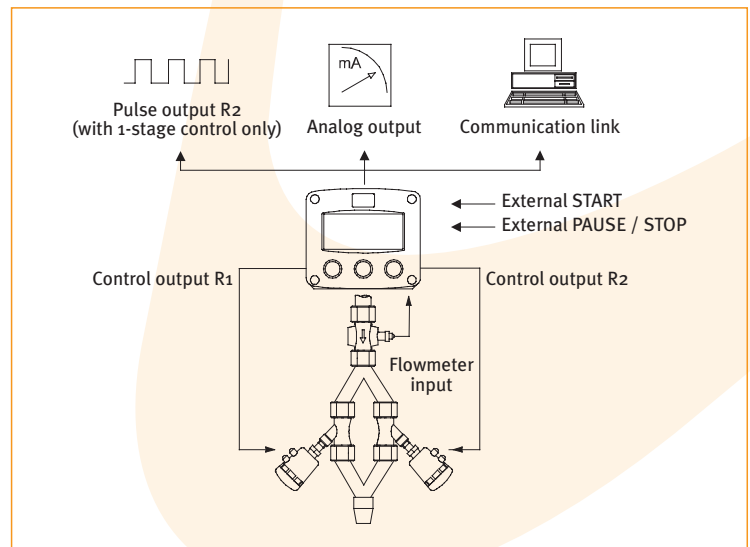 mA
Pulse output R2
(with 1-stage control only)
Analog output
Communication link
External START
External PAUSE / STOP
Control output R1
Control output R2
Flowmeter
input